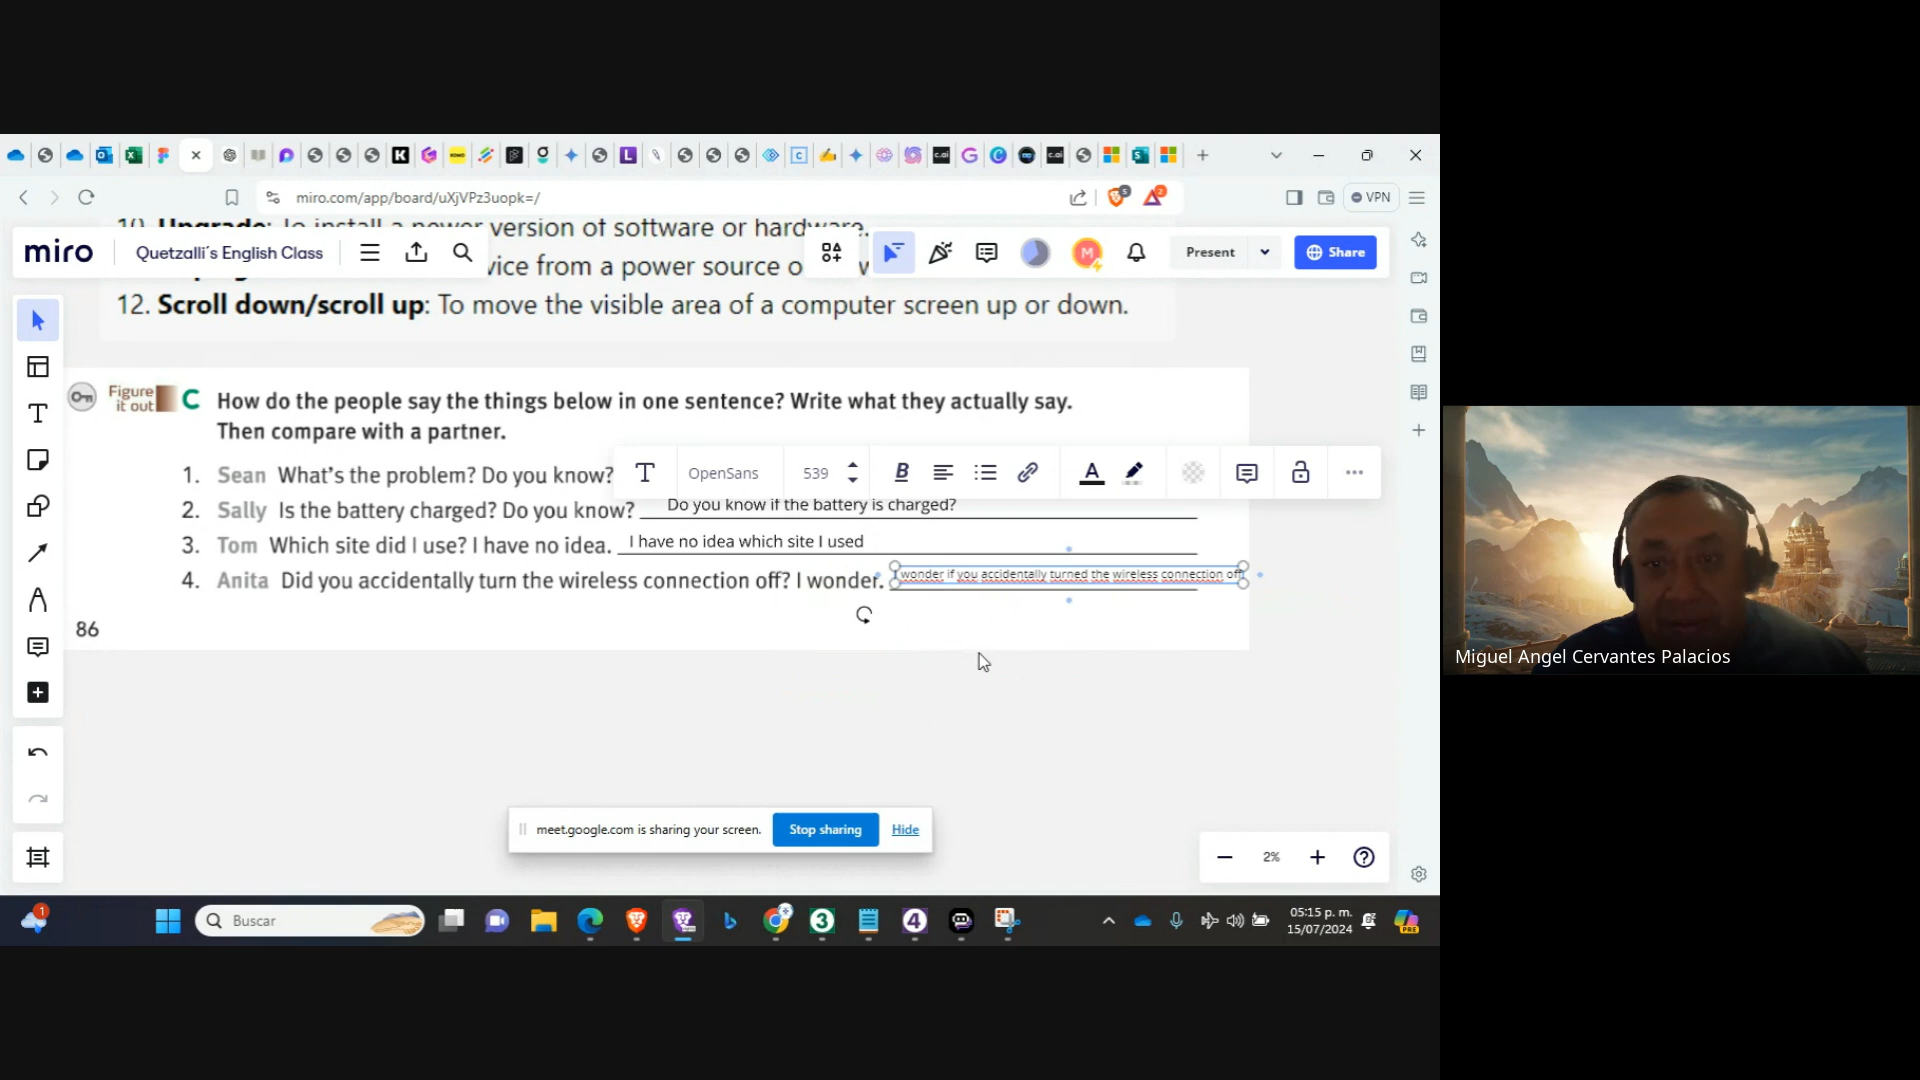 miro.com/app/board/uXjVPz3uopk=/
VPN
version of software or hardware.
miro
Quetzalli´s English Class
Present
Share
vice from a power source o
12. Scroll down/scroll up: To move the visible area of a computer screen up or down.
Figure it out
C How do the people say the things below in one sentence? Write what they actually say.
Then compare with a partner.
OpenSans
539
1. Sean What's the problem? Do you know?
2. Sally Is the battery charged? Do you know? Do you know if the battery is charged?
3. Tom Which site did I use? I have no idea. I have no idea which site I used
4. Anita Did you accidentally turn the wireless connection off? I wonder. I wonder if you accidentally turned the wireless connection off
86
Miguel Angel Cervantes Palacios
meet.google.com is sharing your screen.
Stop sharing
Hide
2%
Buscar
05:15 p. m.
15/07/2024